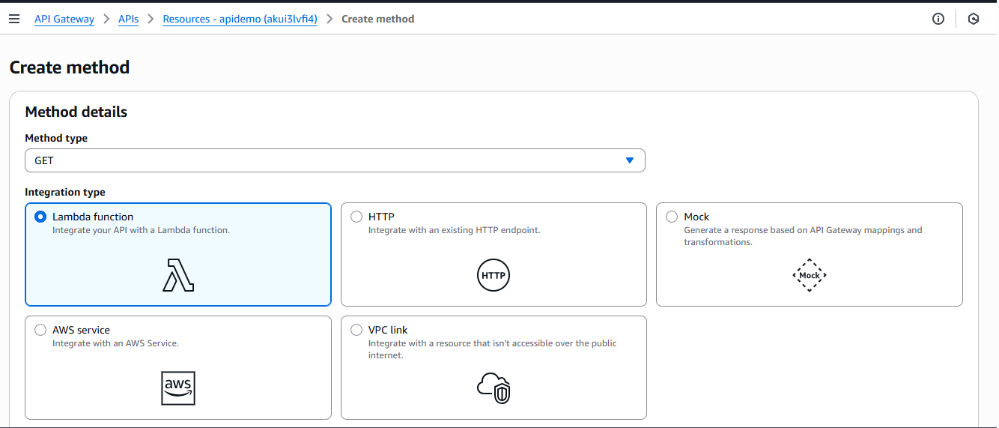 API Gateway > APIs > Resources - apidemo (akui3lvfi4) > Create method
Create method
Method details
Method type
GET
Integration type
Lambda function
Integrate your API with a Lambda function.
HTTP
Integrate with an existing HTTP endpoint.
HTTP
Mock
Generate a response based on API Gateway mappings and
transformations.
Mock
AWS service
Integrate with an AWS Service.
aws
VPC link
Integrate with a resource that isn't accessible over the public
internet.